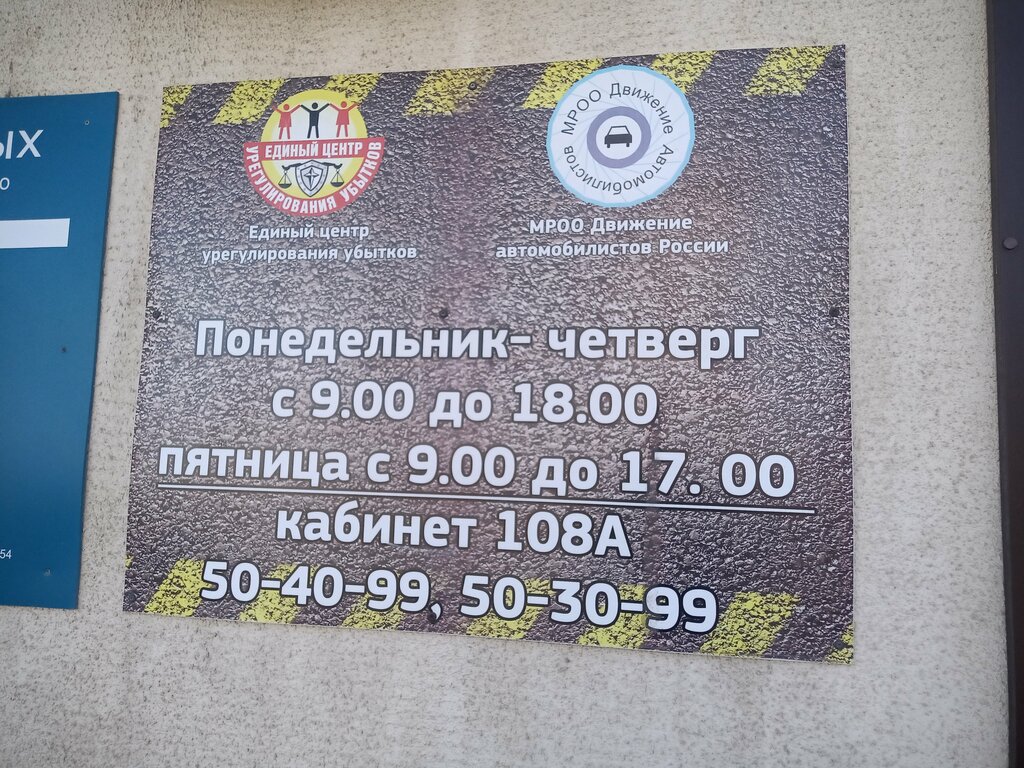 ЫХ
о
54
ЕДИНЫЙ ЦЕНТР
УРЕГУЛИРОВАНИЯ УБЫТКОВ
Единый центр
урегулирования убытков
МРОО Движение Автомобилистов
МРОО Движение
автомобилистов России
Понедельник- четверг
с 9.00 до 18.00
пятница с 9.00 до 17. 00
кабинет 108А
50-40-99, 50-30-99